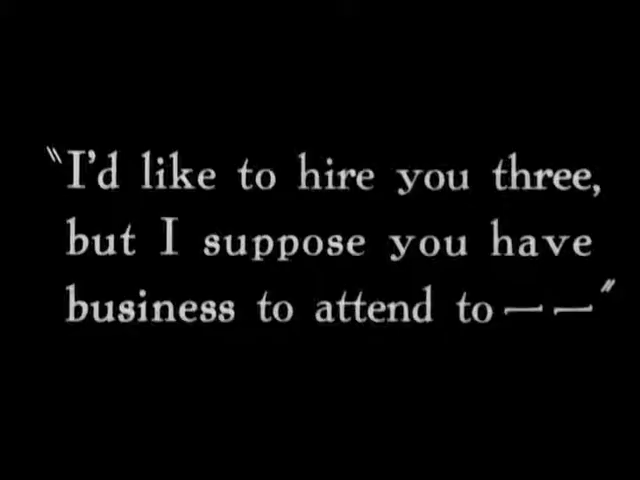 "I'd like to hire you three,
but I suppose you have
business to attend to — —"